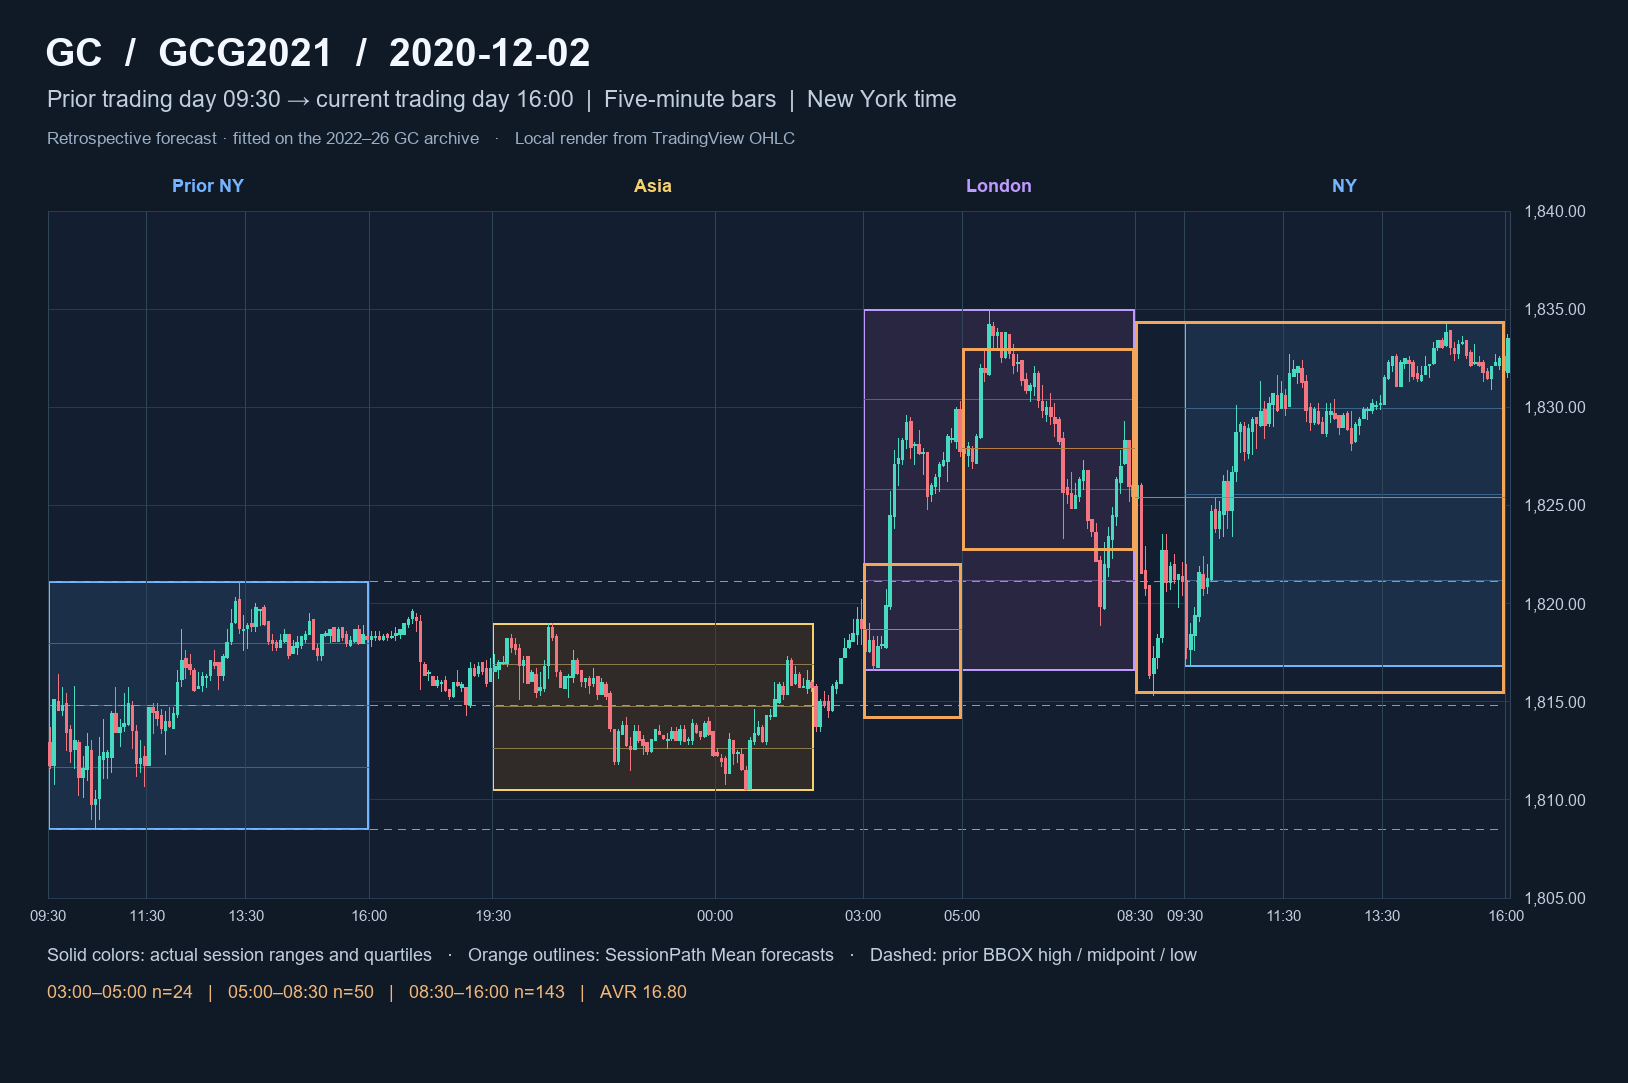 GC / GCG2021 / 2020-12-02
Prior trading day 09:30 → current trading day 16:00 | Five-minute bars | New York time
Retrospective forecast · fitted on the 2022–26 GC archive · Local render from TradingView OHLC
Prior NY Asia London NY
1,840.00
1,835.00
1,830.00
1,825.00
1,820.00
1,815.00
1,810.00
1,805.00
09:30 11:30 13:30 16:00 19:30 00:00 03:00 05:00 08:30 09:30 11:30 13:30 16:00
Solid colors: actual session ranges and quartiles · Orange outlines: SessionPath Mean forecasts · Dashed: prior BBOX high / midpoint / low
03:00–05:00 n=24 | 05:00–08:30 n=50 | 08:30–16:00 n=143 | AVR 16.80